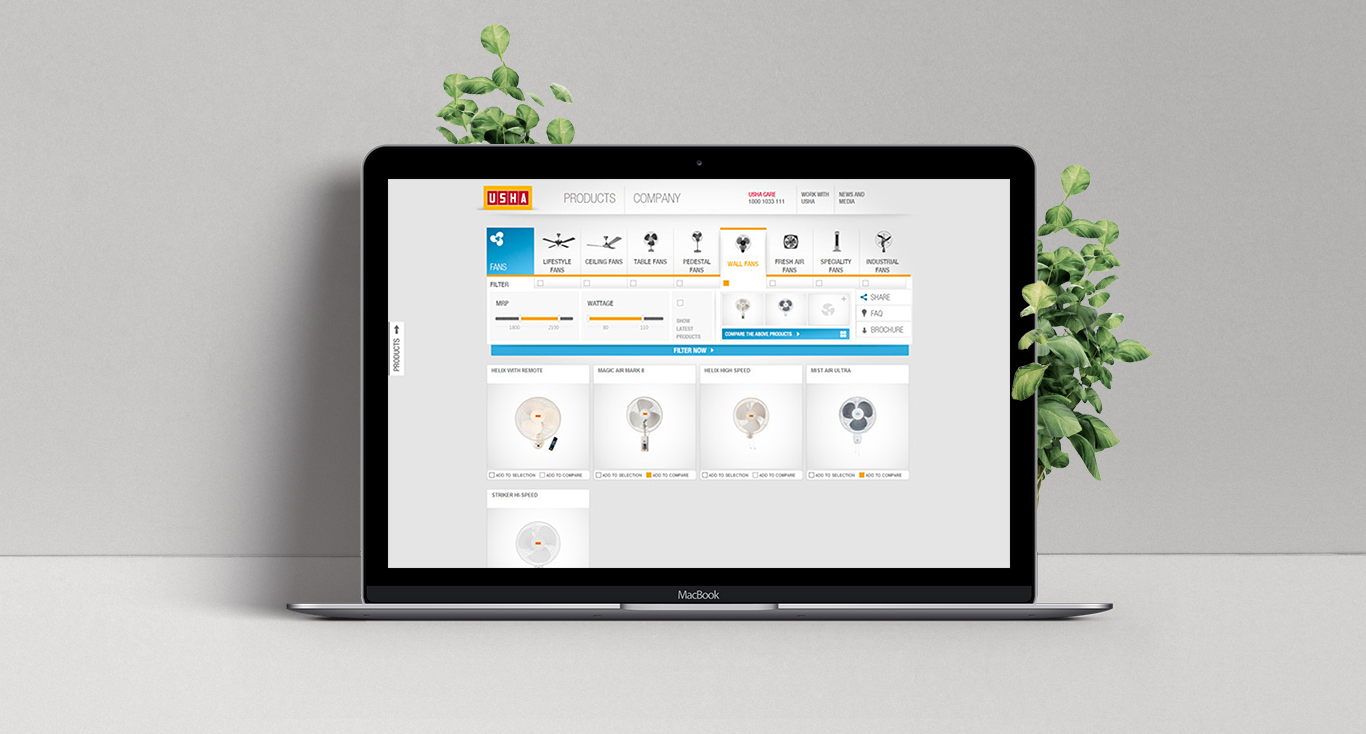 USHA
PRODUCTS
COMPANY
USHA CARE
1800 1033 111
WORK WITH
USHA
NEWS AND
MEDIA
FANS
LIFESTYLE
FANS
CEILING FANS
TABLE FANS
PEDESTAL
FANS
WALL FANS
FRESH AIR
FANS
SPECIALITY
FANS
INDUSTRIAL
FANS
FILTER
MRP
1800
2100
WATTAGE
80
110
SHOW
LATEST
PRODUCTS
COMPARE THE ABOVE PRODUCTS
SHARE
FAQ
BROCHURE
FILTER NOW
PRODUCTS
HELIX WITH REMOTE
MAGIC AIR MARK II
HELIX HIGH SPEED
MIST AIR ULTRA
ADD TO SELECTION ADD TO COMPARE
ADD TO SELECTION ADD TO COMPARE
ADD TO SELECTION ADD TO COMPARE
ADD TO SELECTION ADD TO COMPARE
STRIKER HI-SPEED
MacBook